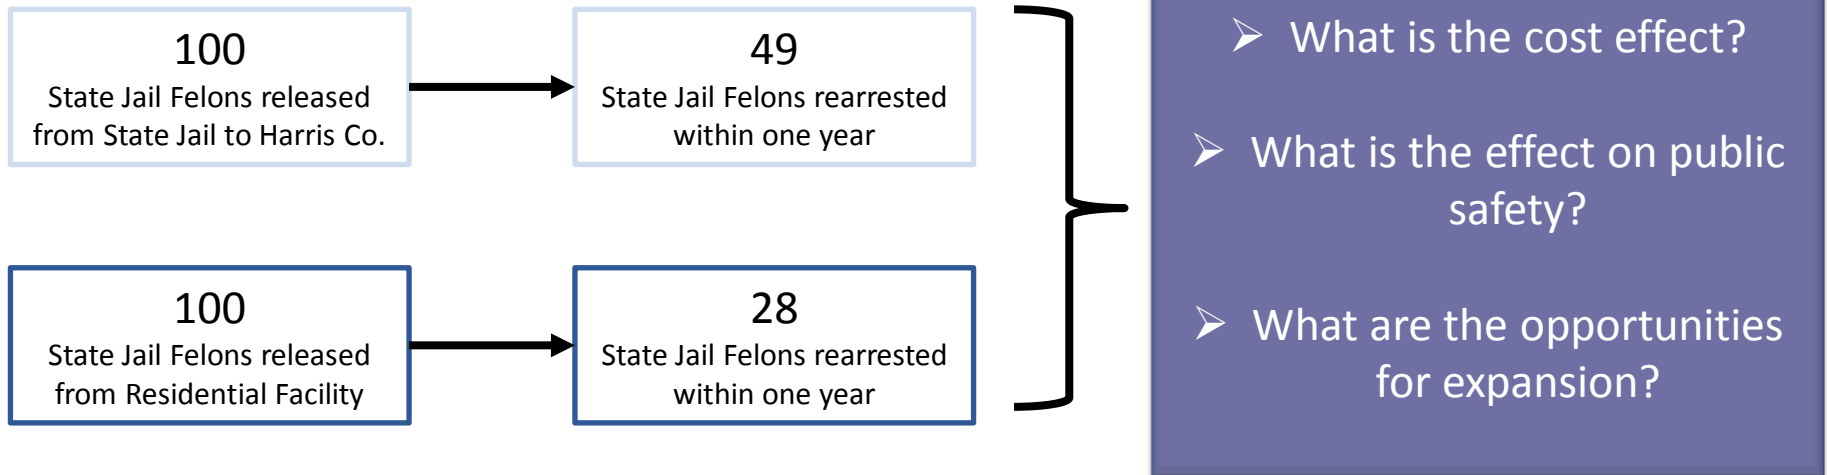 100
State Jail Felons released
from State Jail to Harris Co.
49
State Jail Felons rearrested
within one year
100
State Jail Felons released
from Residential Facility
28
State Jail Felons rearrested
within one year
➢ What is the cost effect?
➢ What is the effect on public
safety?
➢ What are the opportunities
for expansion?